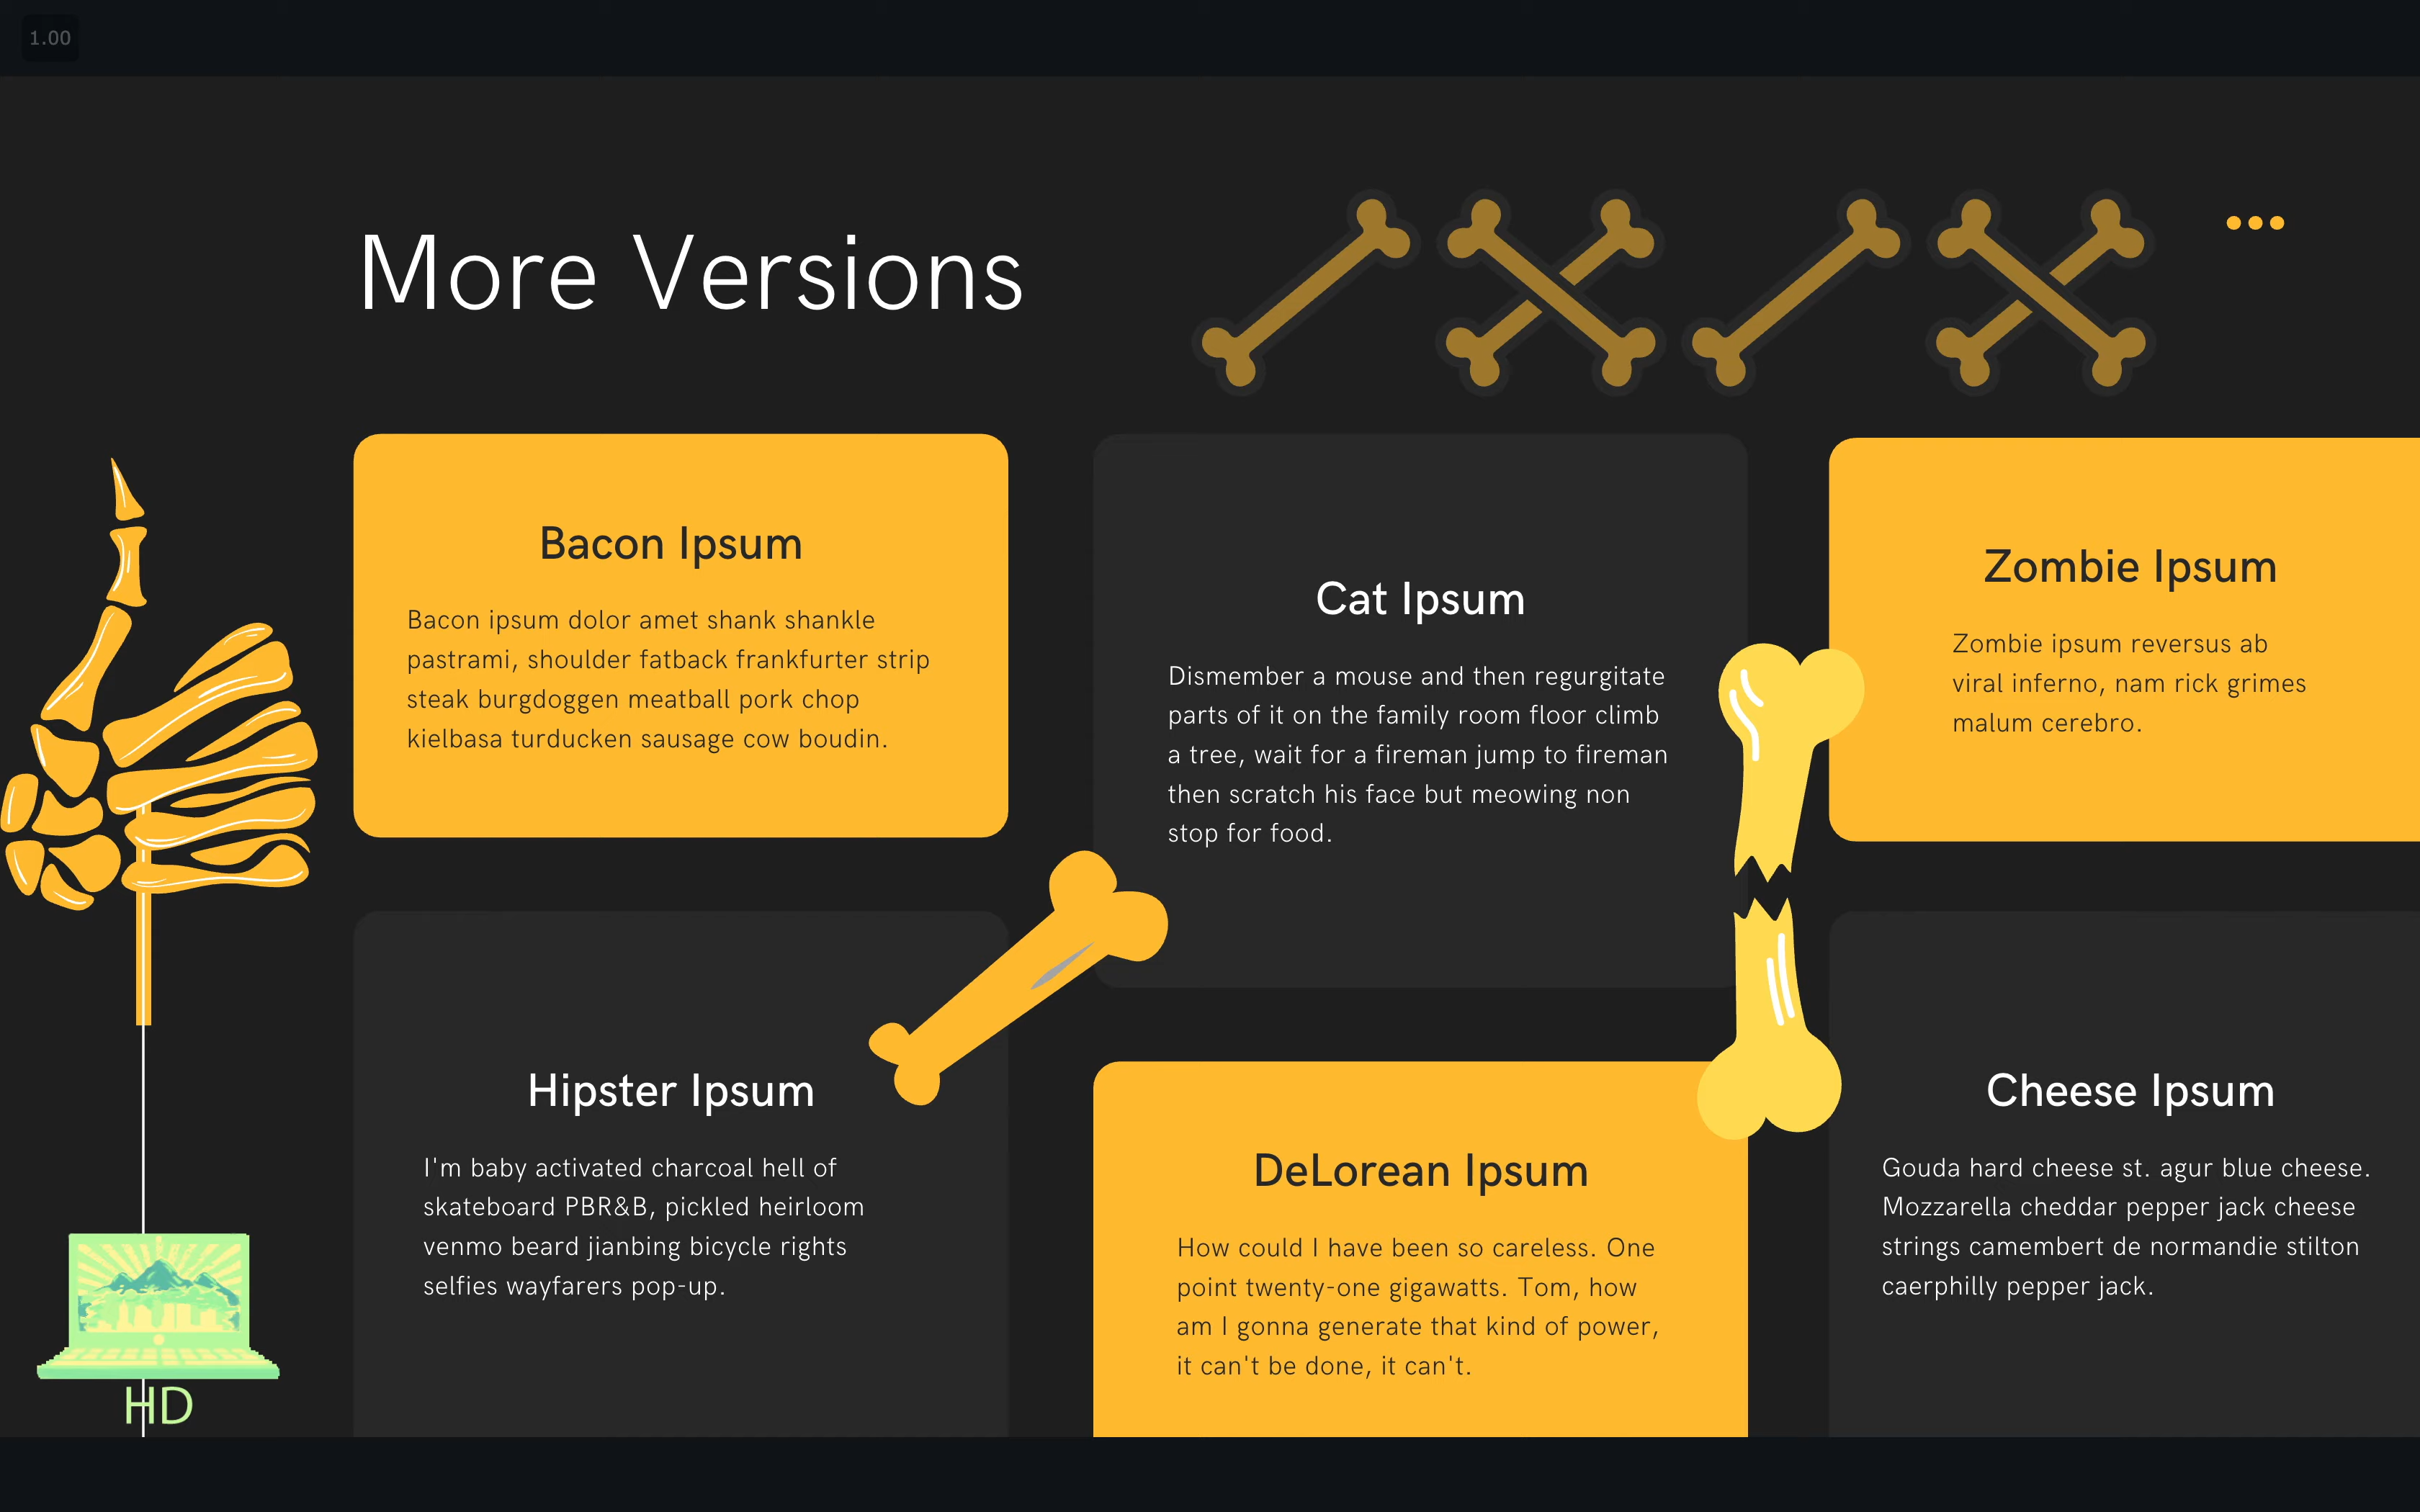 1.00
More Versions
Bacon Ipsum
Bacon ipsum dolor amet shank shankle
pastrami, shoulder fatback frankfurter strip
steak burgdoggen meatball pork chop
kielbasa turducken sausage cow boudin.
Cat Ipsum
Dismember a mouse and then regurgitate
parts of it on the family room floor climb
a tree, wait for a fireman jump to fireman
then scratch his face but meowing non
stop for food.
Zombie Ipsum
Zombie ipsum reversus ab
viral inferno, nam rick grimes
malum cerebro.
Hipster Ipsum
I'm baby activated charcoal hell of
skateboard PBR&B, pickled heirloom
venmo beard jianbing bicycle rights
selfies wayfarers pop-up.
DeLorean Ipsum
How could I have been so careless. One
point twenty-one gigawatts. Tom, how
am I gonna generate that kind of power,
it can't be done, it can't.
Cheese Ipsum
Gouda hard cheese st. agur blue cheese.
Mozzarella cheddar pepper jack cheese
strings camembert de normandie stilton
caerphilly pepper jack.
HD